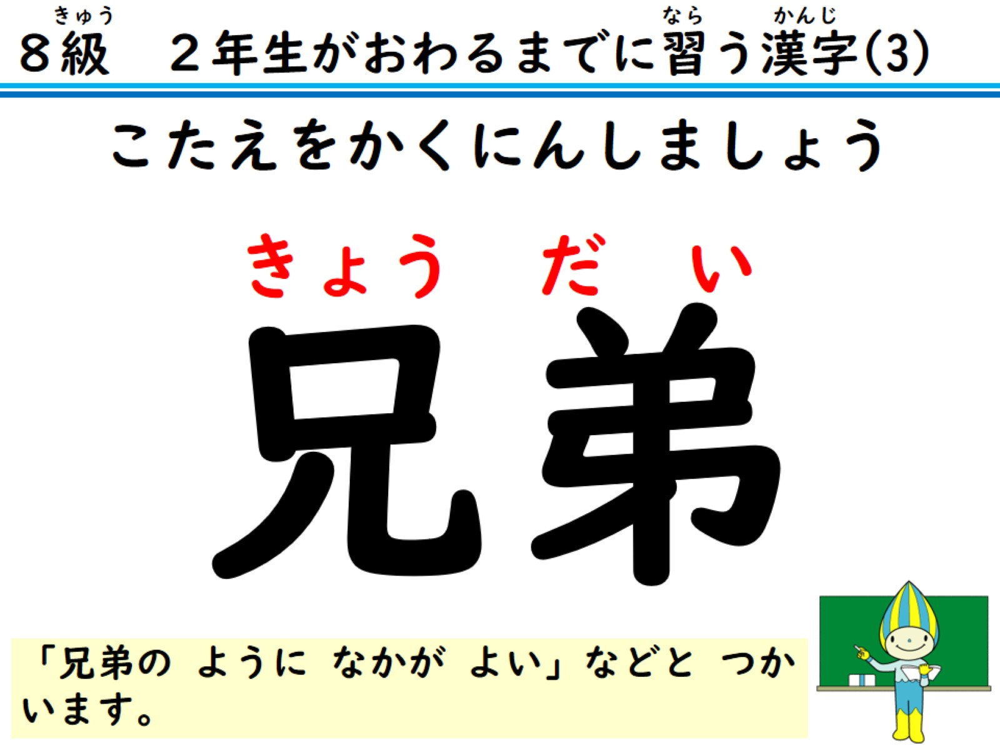 きゅう なら かんじ
８級　２年生がおわるまでに習う漢字(3)
こたえをかくにんしましょう
きょう だ い
兄弟
「兄弟の ように なかが よい」などと つか
います。